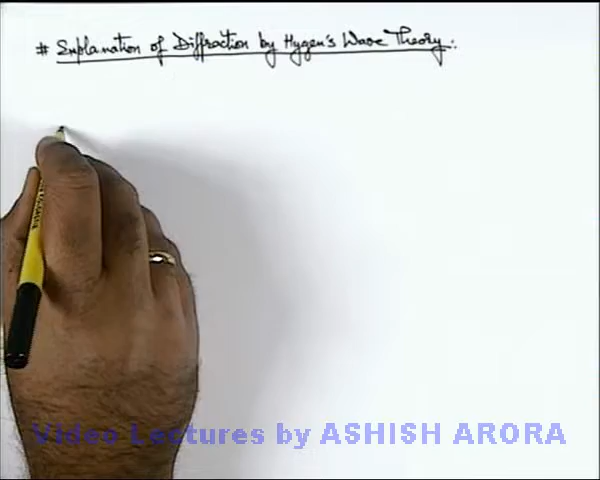 # Explanation of Diffraction by Hygen's Wave Theory:
Video Lectures by ASHISH ARORA